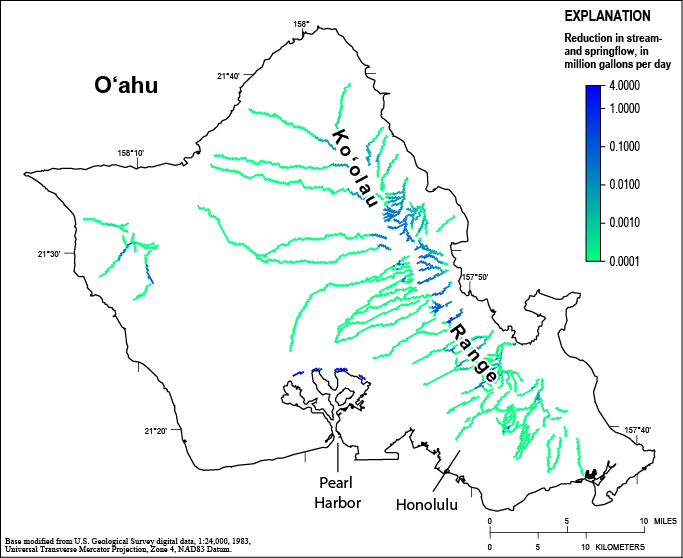 EXPLANATION
Reduction in stream-
and springflow, in
million gallons per day
4.0000
1.0000
0.1000
0.0100
0.0010
0.0001
O‘ahu
158°
21°40'
158°10'
21°30'
157°50'
21°20'
157°40'
Ko‘olau
Range
Pearl
Harbor
Honolulu
0 5 10 MILES
0 5 10 KILOMETERS
Base modified from U.S. Geological Survey digital data, 1:24,000, 1983,
Universal Transverse Mercator Projection, Zone 4, NAD83 Datum.